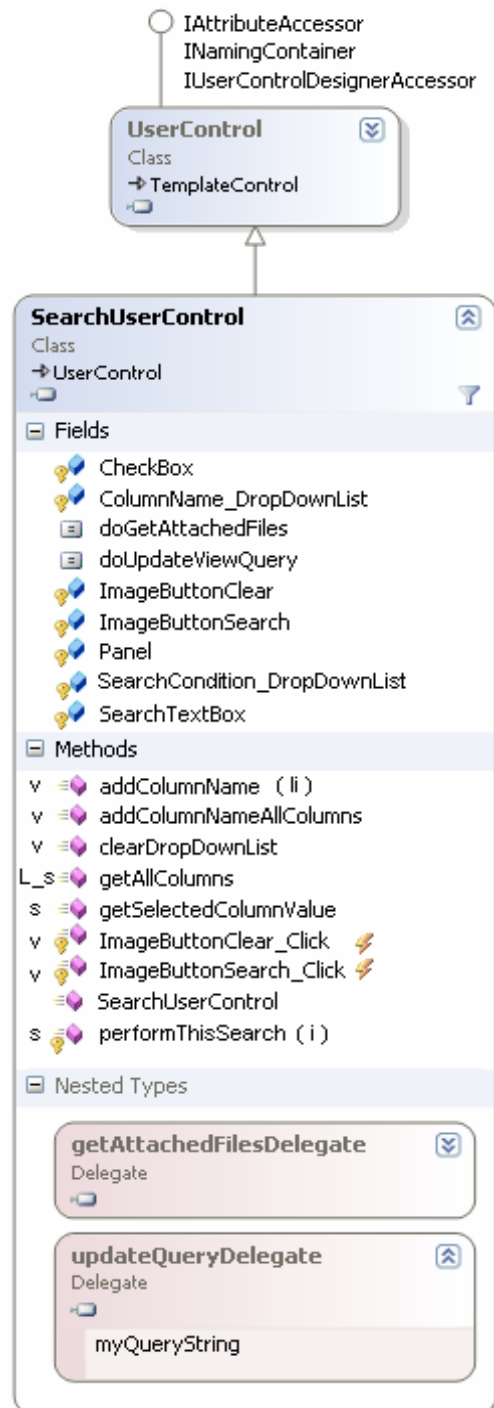 IAttributeAccessor
INamingContainer
IUserControlDesignerAccessor
UserControl
Class
TemplateControl
SearchUserControl
Class
UserControl
Fields
CheckBox
ColumnName_DropDownList
doGetAttachedFiles
doUpdateViewQuery
ImageButtonClear
ImageButtonSearch
Panel
SearchCondition_DropDownList
SearchTextBox
Methods
v addColumnName (li)
v addColumnNameAllColumns
v clearDropDownList
L_s getAllColumns
s getSelectedColumnValue
v ImageButtonClear_Click
v ImageButtonSearch_Click
SearchUserControl
s performThisSearch (i)
Nested Types
getAttachedFilesDelegate
Delegate
updateQueryDelegate
Delegate
myQueryString